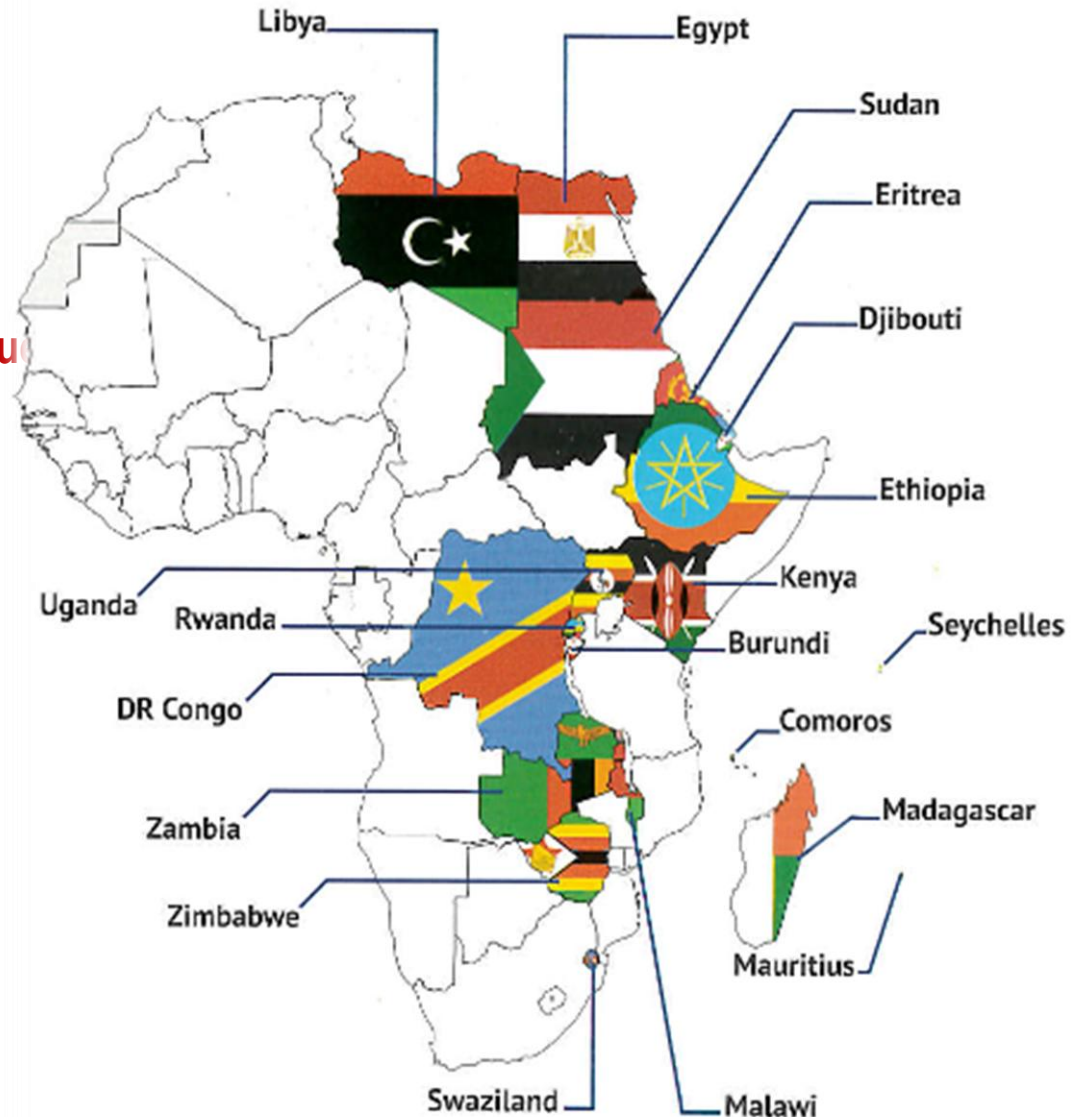 Libya
Egypt
Sudan
Eritrea
Djibouti
Ethiopia
Kenya
Uganda
Rwanda
Burundi
Seychelles
DR Congo
Comoros
Zambia
Madagascar
Zimbabwe
Mauritius
Swaziland
Malawi